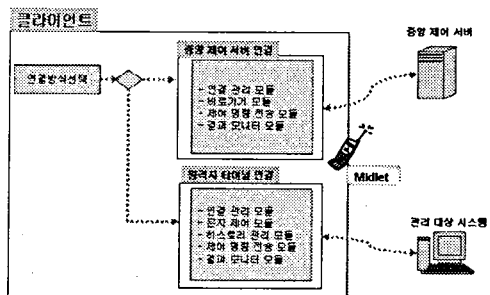 클라이언트
중앙 제어 서버 연결
중앙 제어 서버
연결방식선택
- 연결 관리 모듈
- 바로가기 모듈
- 제어 명령 전송 모듈
- 결과 모니터 모듈
Midlet
원격지 터미널 연결
- 연결 관리 모듈
- 문자 제어 모듈
- 히스토리 관리 모듈
- 제어 명령 전송 모듈
- 결과 모니터 모듈
관리 대상 시스템